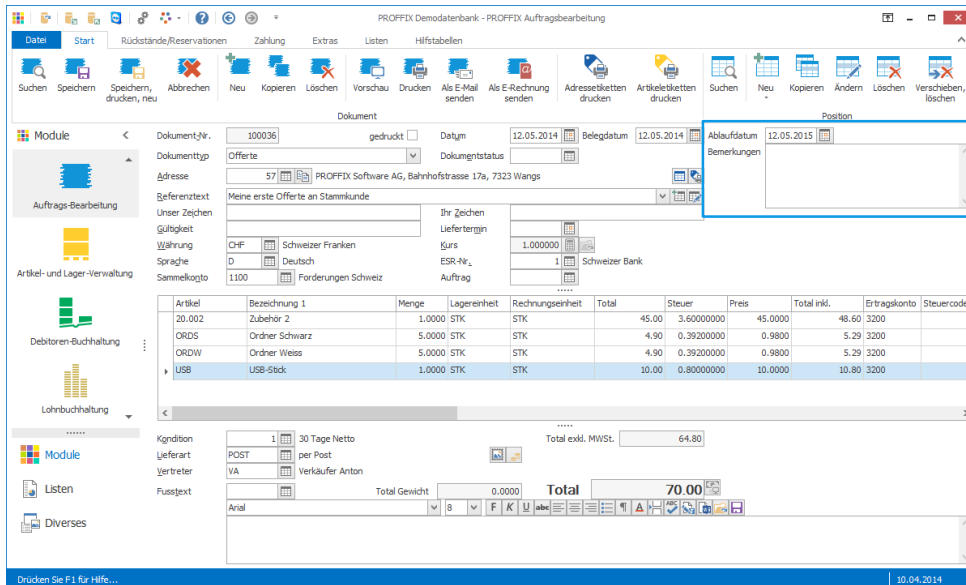 PROFFIX Demodatenbank - PROFFIX Auftragsbearbeitung
Datei Start Rückstände/Reservationen Zahlung Extras Listen Hilfstabellen
Suchen Speichern Speichern, drucken, neu Abbrechen Neu Kopieren Löschen Vorschau Drucken Als E-Mail senden Als E-Rechnung senden Adressetiketten drucken Artikeletiketten drucken Suchen Neu Kopieren Ändern Löschen Verschieben, löschen
Dokument Position
Module
Auftrags-Bearbeitung
Artikel- und Lager-Verwaltung
Debitoren-Buchhaltung
Lohnbuchhaltung
Module
Listen
Diverses
Dokument-Nr. 100036 gedruckt Datum 12.05.2014 Belegdatum 12.05.2014 Ablaufdatum 12.05.2015
Dokumenttyp Offerte Dokumentstatus Bemerkungen
Adresse 57 PROFFIX Software AG, Bahnhofstrasse 17a, 7323 Wangs
Referenztext Meine erste Offerte an Stammkunde
Unser Zeichen Ihr Zeichen
Gültigkeit Liefertermin
Währung CHF Schweizer Franken Kurs 1.000000
Sprache D Deutsch ESR-Nr. 1 Schweizer Bank
Sammelkonto 1100 Forderungen Schweiz Auftrag
Artikel Bezeichnung 1 Menge Lagereinheit Rechnungseinheit Total Steuer Preis Total inkl. Ertragskonto Steuercode
20.002 Zubehör 2 1.0000 STK STK 45.00 3.60000000 45.0000 48.60 3200
ORDS Ordner Schwarz 5.0000 STK STK 4.90 0.39200000 0.9800 5.29 3200
ORDW Ordner Weiss 5.0000 STK STK 4.90 0.39200000 0.9800 5.29 3200
USB USB-Stick 1.0000 STK STK 10.00 0.80000000 10.0000 10.80 3200
Kondition 1 30 Tage Netto Total exkl. MWSt. 64.80
Lieferart POST per Post
Vertreter VA Verkäufer Anton
Fusstext Total Gewicht 0.0000 Total 70.00
Arial 8 F K U abc ¶ A ABC
Drücken Sie F1 für Hilfe... 10.04.2014